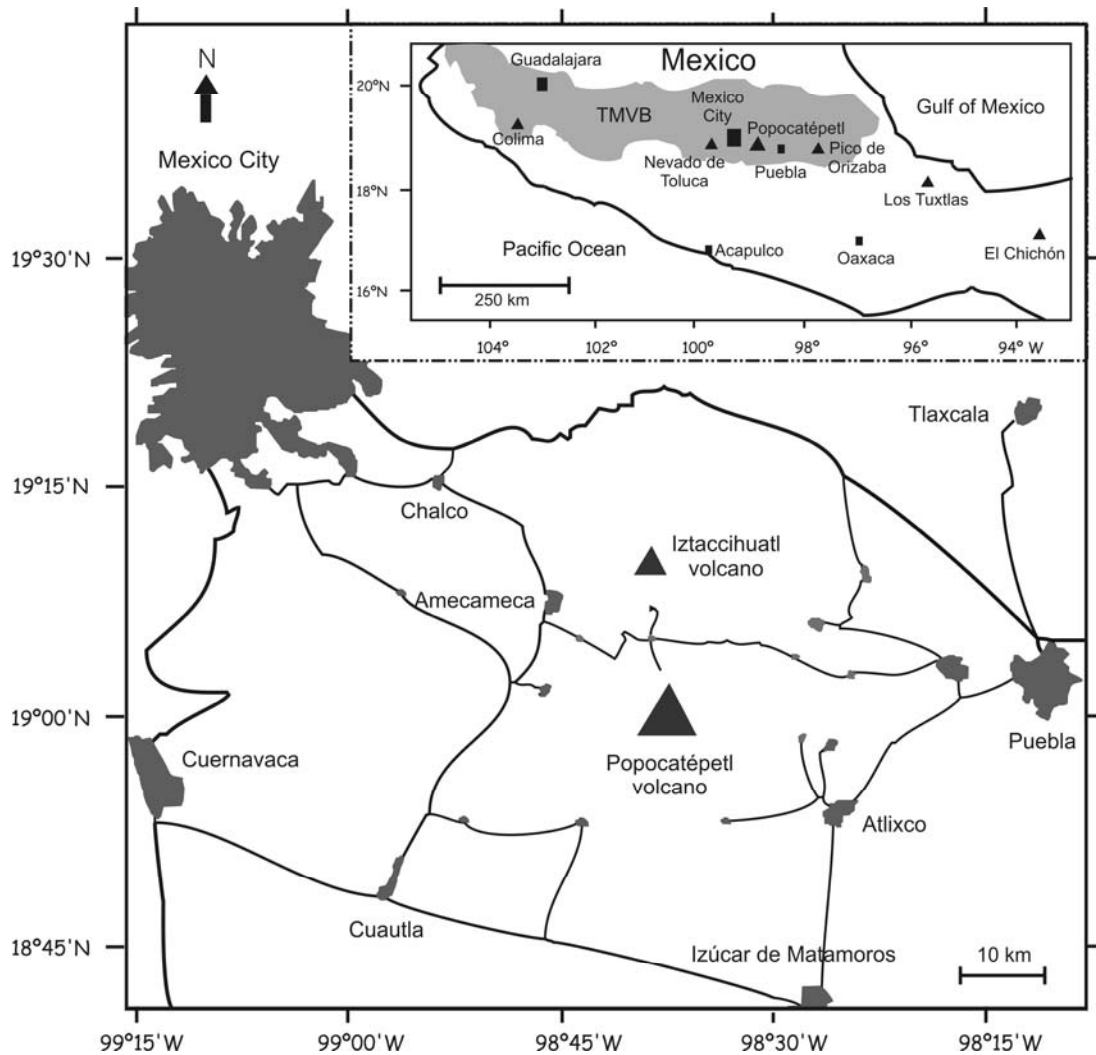 N
Mexico
Guadalajara
20°N
Gulf of Mexico
TMVB
Mexico
City
Popocatépetl
Colima
Nevado de
Toluca
Puebla
Pico de
Orizaba
18°N
Los Tuxtlas
Pacific Ocean
Acapulco
Oaxaca
El Chichón
16°N
250 km
104°
102°
100°
98°
96°
94° W
Mexico City
19°30'N
Tlaxcala
19°15'N
Chalco
Iztaccihuatl
volcano
Amecameca
19°00'N
Puebla
Cuernavaca
Popocatépetl
volcano
Atlixco
Cuautla
18°45'N
Izúcar de Matamoros
10 km
99°15'W
99°00'W
98°45'W
98°30'W
98°15'W